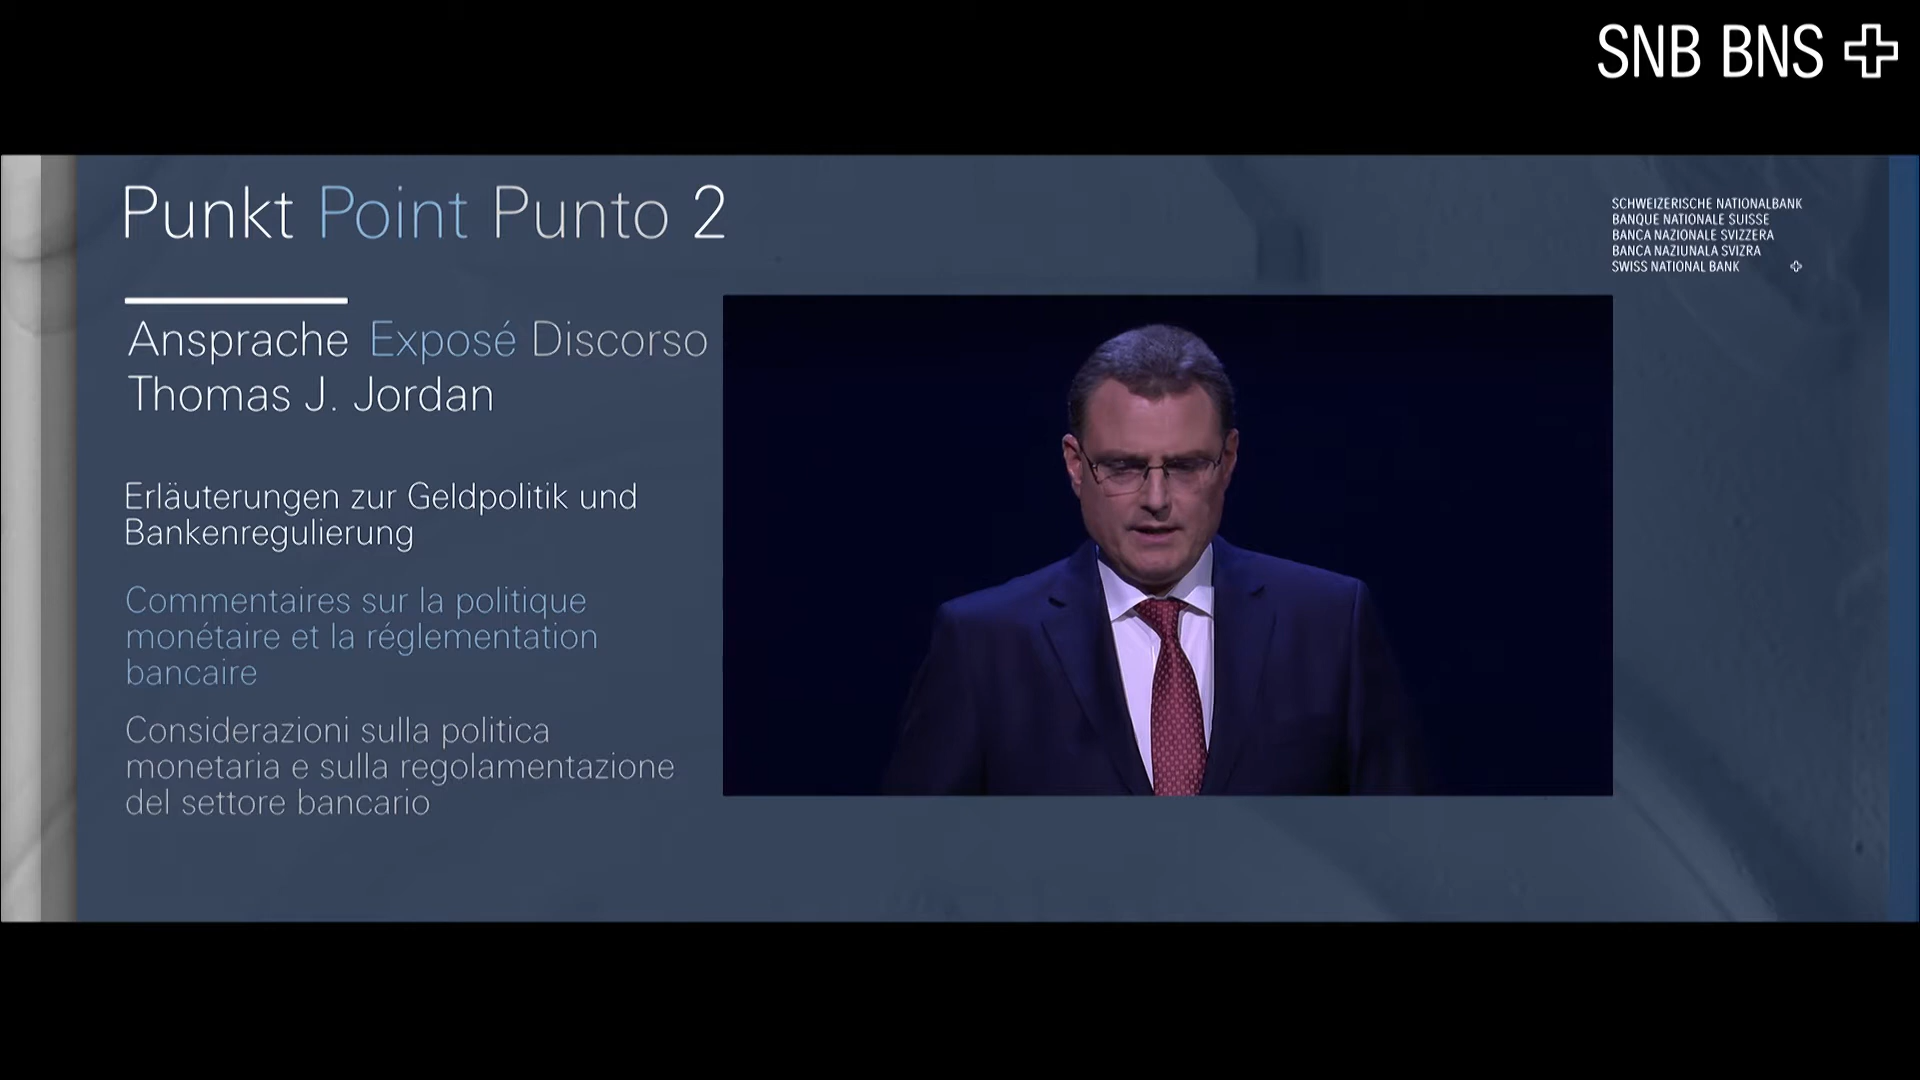 SNB BNS
Punkt Point Punto 2
SCHWEIZERISCHE NATIONALBANK
BANQUE NATIONALE SUISSE
BANCA NAZIONALE SVIZZERA
BANCA NAZIUNALA SVIZRA
SWISS NATIONAL BANK
Ansprache Exposé Discorso
Thomas J. Jordan
Erläuterungen zur Geldpolitik und
Bankenregulierung
Commentaires sur la politique
monétaire et la réglementation
bancaire
Considerazioni sulla politica
monetaria e sulla regolamentazione
del settore bancario